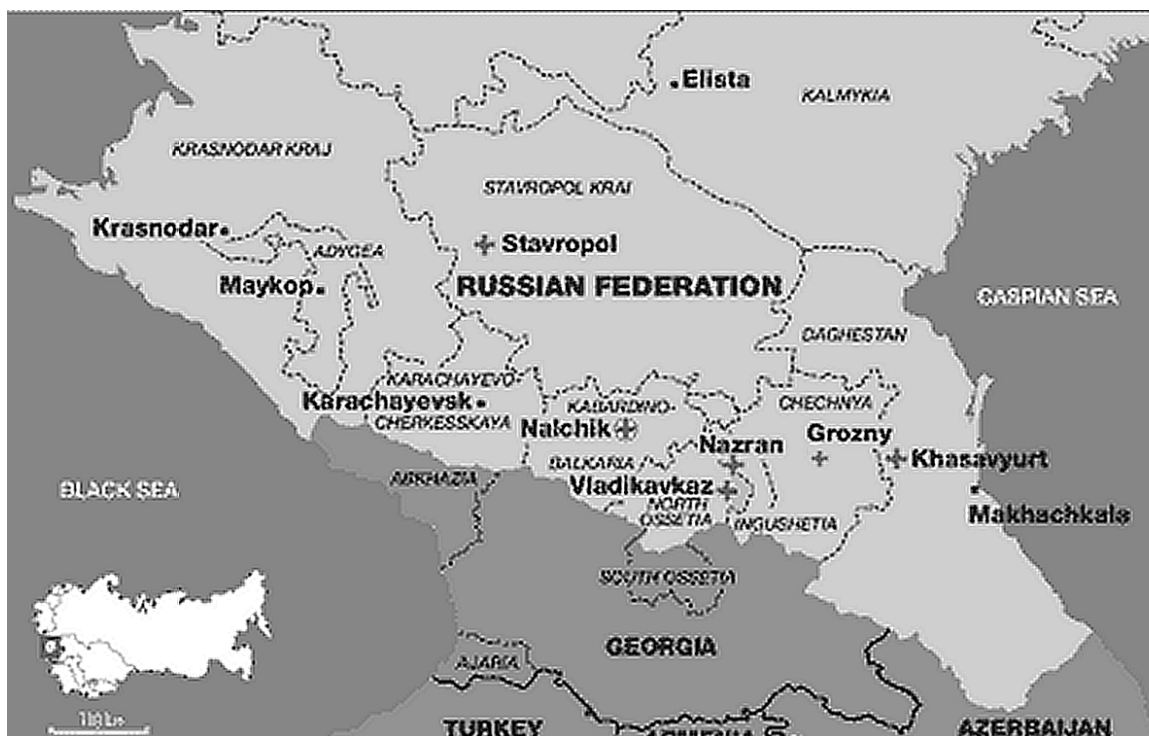 Elista
KALMYKIA
KRASNODAR KRAJ
STAVROPOL KRAI
Krasnodar
ADYGEA
Stavropol
Maykop
RUSSIAN FEDERATION
CASPIAN SEA
DAGHESTAN
KARACHAYEVO-
CHERKESSKAYA
Karachayevsk
KABARDINO-
BALKARIA
CHECHNYA
Nalchik
Nazran
Grozny
Khasavyurt
Vladikavkaz
ABKHAZIA
BLACK SEA
NORTH
OSSETIA
INGUSHETIA
Makhachkala
SOUTH OSSETIA
GEORGIA
AJARIA
TURKEY
AZERBAIJAN